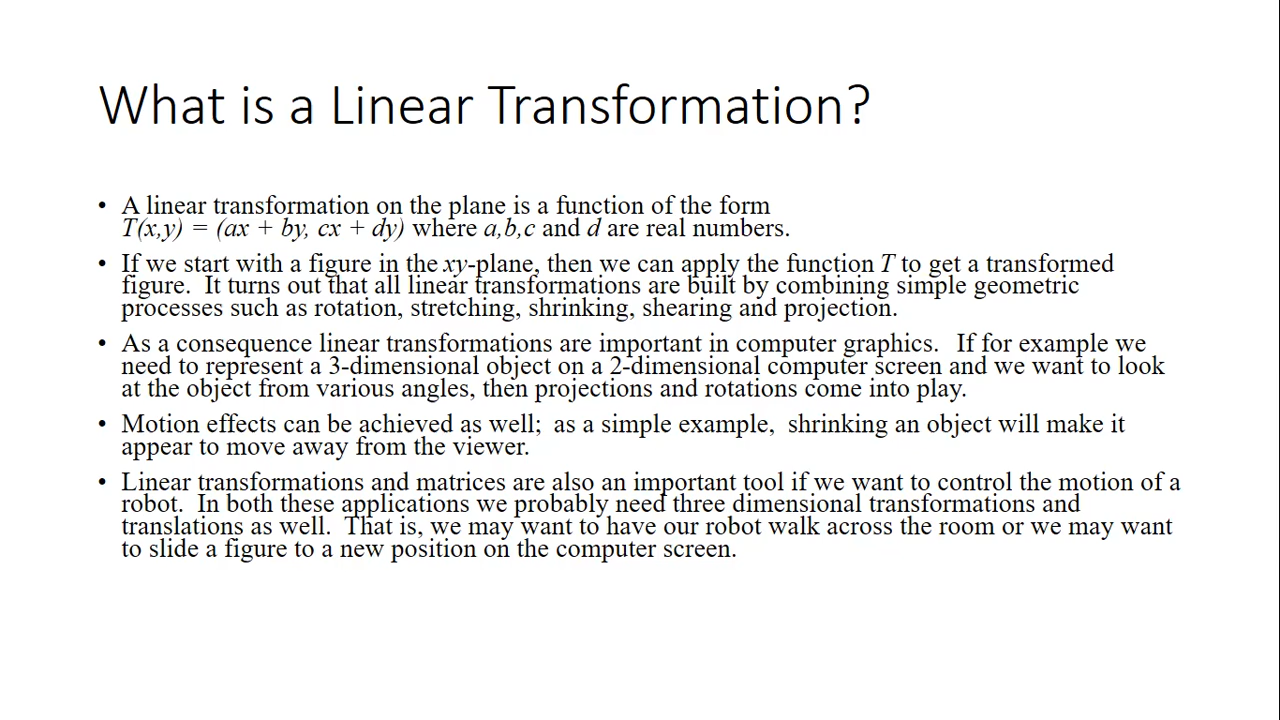 What is a Linear Transformation?
• A linear transformation on the plane is a function of the form
T(x,y) = (ax + by, cx + dy) where a,b,c and d are real numbers.
• If we start with a figure in the xy-plane, then we can apply the function T to get a transformed
figure.  It turns out that all linear transformations are built by combining simple geometric
processes such as rotation, stretching, shrinking, shearing and projection.
• As a consequence linear transformations are important in computer graphics.   If for example we
need to represent a 3-dimensional object on a 2-dimensional computer screen and we want to look
at the object from various angles, then projections and rotations come into play.
• Motion effects can be achieved as well;  as a simple example,  shrinking an object will make it
appear to move away from the viewer.
• Linear transformations and matrices are also an important tool if we want to control the motion of a
robot.  In both these applications we probably need three dimensional transformations and
translations as well.  That is, we may want to have our robot walk across the room or we may want
to slide a figure to a new position on the computer screen.